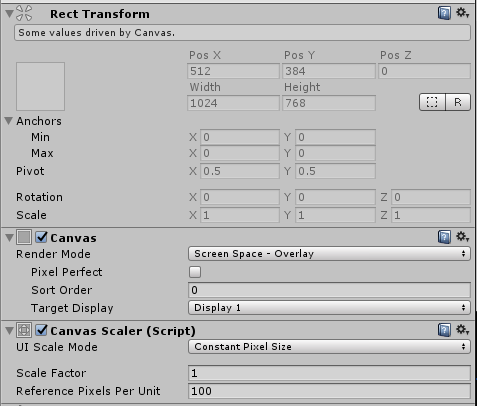 Rect Transform
Some values driven by Canvas.
Pos X Pos Y Pos Z
512 384 0
Width Height
1024 768 R
Anchors
Min X 0 Y 0
Max X 0 Y 0
Pivot X 0.5 Y 0.5
Rotation X 0 Y 0 Z 0
Scale X 1 Y 1 Z 1
Canvas
Render Mode Screen Space - Overlay
Pixel Perfect
Sort Order 0
Target Display Display 1
Canvas Scaler (Script)
UI Scale Mode Constant Pixel Size
Scale Factor 1
Reference Pixels Per Unit 100